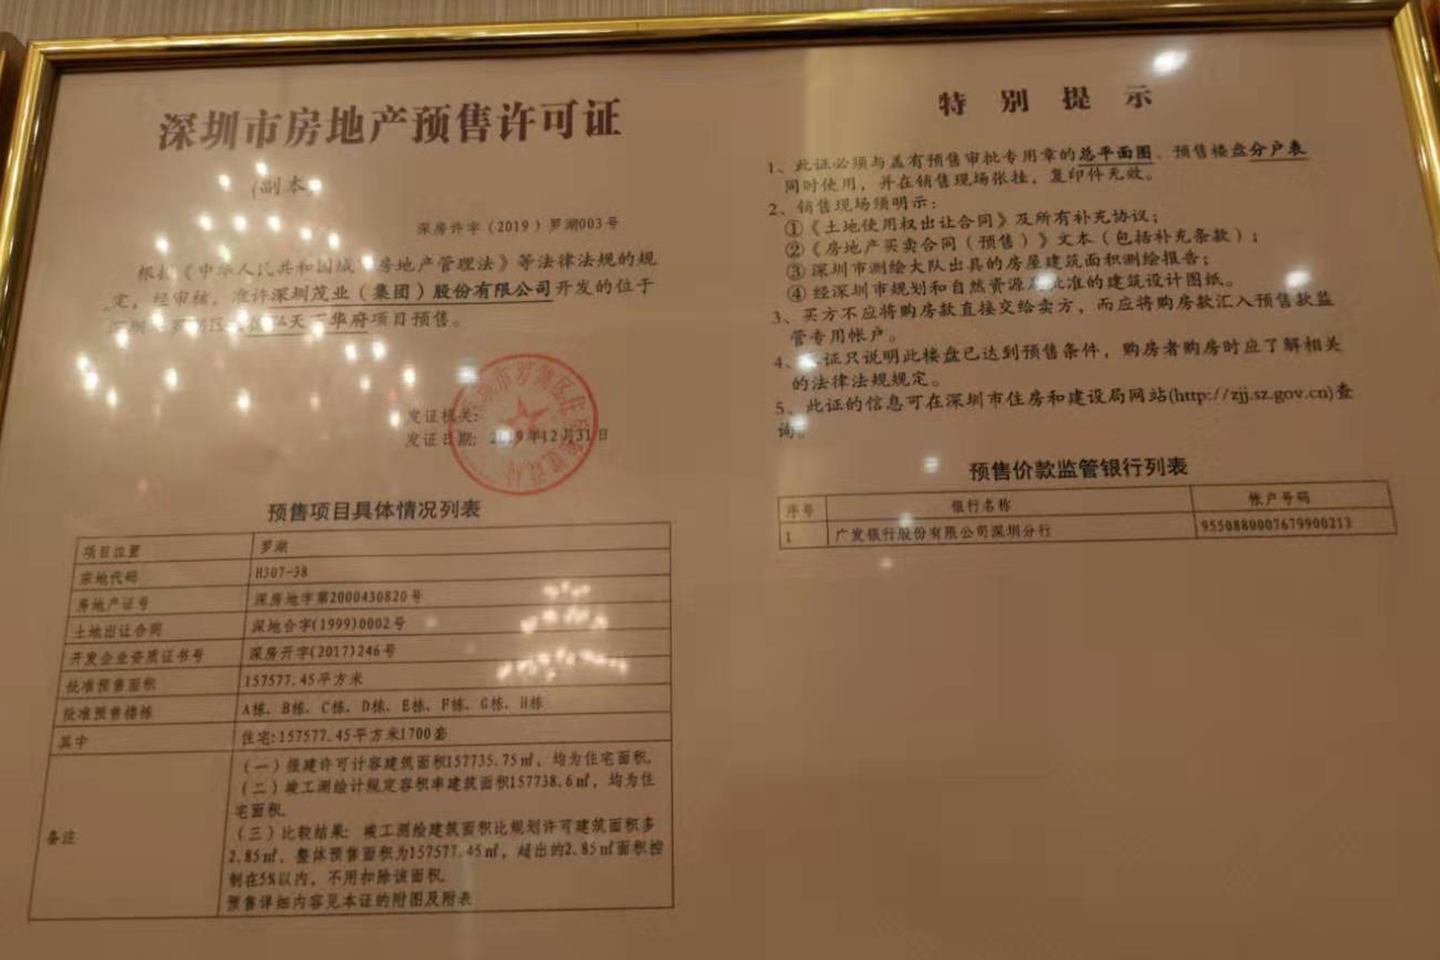 深圳市房地产预售许可证
(副本)
深房许字（2019）罗湖003号
根据《中华人民共和国城 房地产管理法》等法律法规的规
定，经审核，准许深圳茂业（集团）股份有限公司开发的位于
深圳 罗湖区 弘天 华府项目预售。
发证机关：
发证日期： 2019年12月31日
预售项目具体情况列表
项目位置 罗湖
宗地代码 H307-38
房地产证号 深房地字第2000430820号
土地出让合同 深地合字(1999)0002号
开发企业资质证书号 深房开字(2017)246号
批准预售面积 157577.45平方米
批准预售楼栋 A栋、B栋、C栋、D栋、E栋、F栋、G栋、H栋
其中 住宅:157577.45平方米1700套
备注
（一）报建许可计容建筑面积157735.75㎡，均为住宅面积。
（二）竣工测绘计规定容积率建筑面积157738.6㎡，均为住
宅面积。
（三）比较结果：竣工测绘建筑面积比规划许可建筑面积多
2.85㎡，整体预售面积为157577.45㎡，超出的2.85㎡面积控
制在5%以内，不用扣除该面积。
预售详细内容见本证的附图及附表
特别提示
1、此证必须与盖有预售审批专用章的总平面图、预售楼盘分户表
同时使用，并在销售现场张挂，复印件无效。
2、销售现场须明示：
①《土地使用权出让合同》及所有补充协议；
②《房地产买卖合同（预售）》文本（包括补充条款）；
③深圳市测绘大队出具的房屋建筑面积测绘报告；
④经深圳市规划和自然资源局批准的建筑设计图纸。
3、买方不应将购房款直接交给卖方，而应将购房款汇入预售款监
管专用帐户。
4、本证只说明此楼盘已达到预售条件，购房者购房时应了解相关
的法律法规规定。
5、此证的信息可在深圳市住房和建设局网站(http://zjj.sz.gov.cn)查
询。
预售价款监管银行列表
序号 银行名称 帐户号码
1 广发银行股份有限公司深圳分行 9550880007679900213